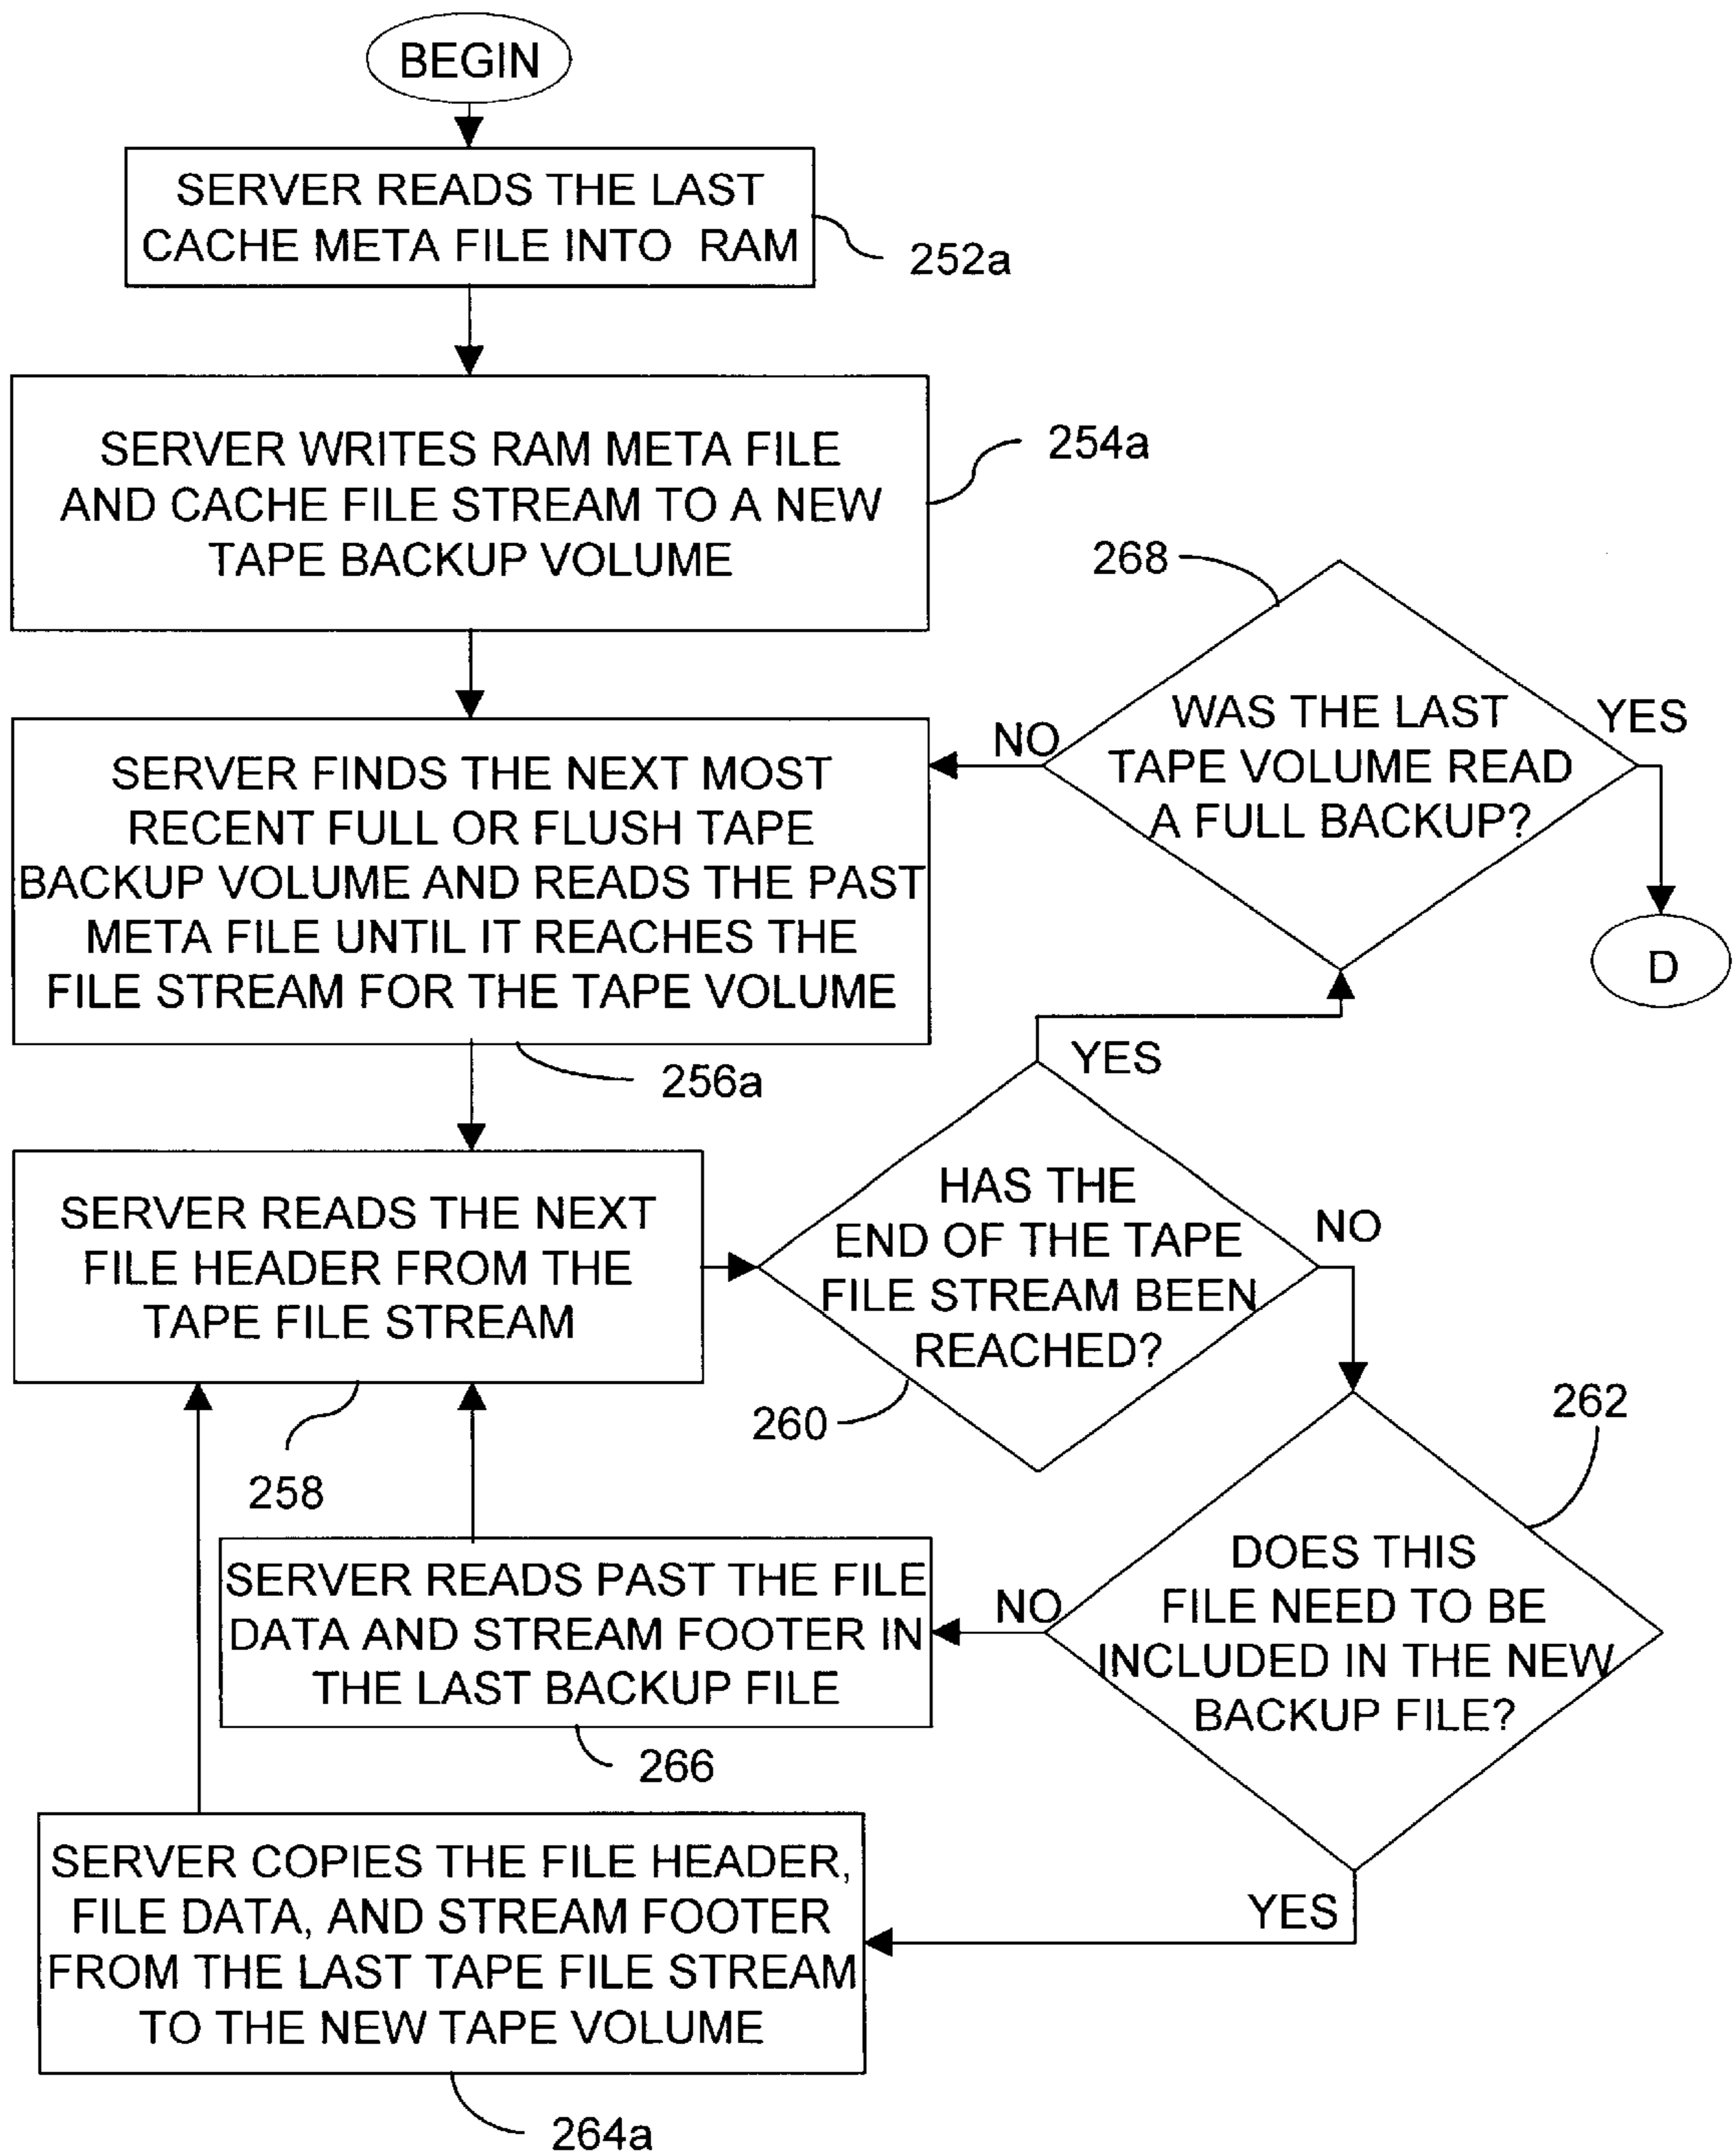 BEGIN
SERVER READS THE LAST
CACHE META FILE INTO RAM
252a
SERVER WRITES RAM META FILE
AND CACHE FILE STREAM TO A NEW
TAPE BACKUP VOLUME
254a
268
WAS THE LAST
TAPE VOLUME READ
A FULL BACKUP?
NO
YES
D
SERVER FINDS THE NEXT MOST
RECENT FULL OR FLUSH TAPE
BACKUP VOLUME AND READS THE PAST
META FILE UNTIL IT REACHES THE
FILE STREAM FOR THE TAPE VOLUME
256a
YES
SERVER READS THE NEXT
FILE HEADER FROM THE
TAPE FILE STREAM
258
HAS THE
END OF THE TAPE
FILE STREAM BEEN
REACHED?
NO
260
262
SERVER READS PAST THE FILE
DATA AND STREAM FOOTER IN
THE LAST BACKUP FILE
266
NO
DOES THIS
FILE NEED TO BE
INCLUDED IN THE NEW
BACKUP FILE?
YES
SERVER COPIES THE FILE HEADER,
FILE DATA, AND STREAM FOOTER
FROM THE LAST TAPE FILE STREAM
TO THE NEW TAPE VOLUME
264a